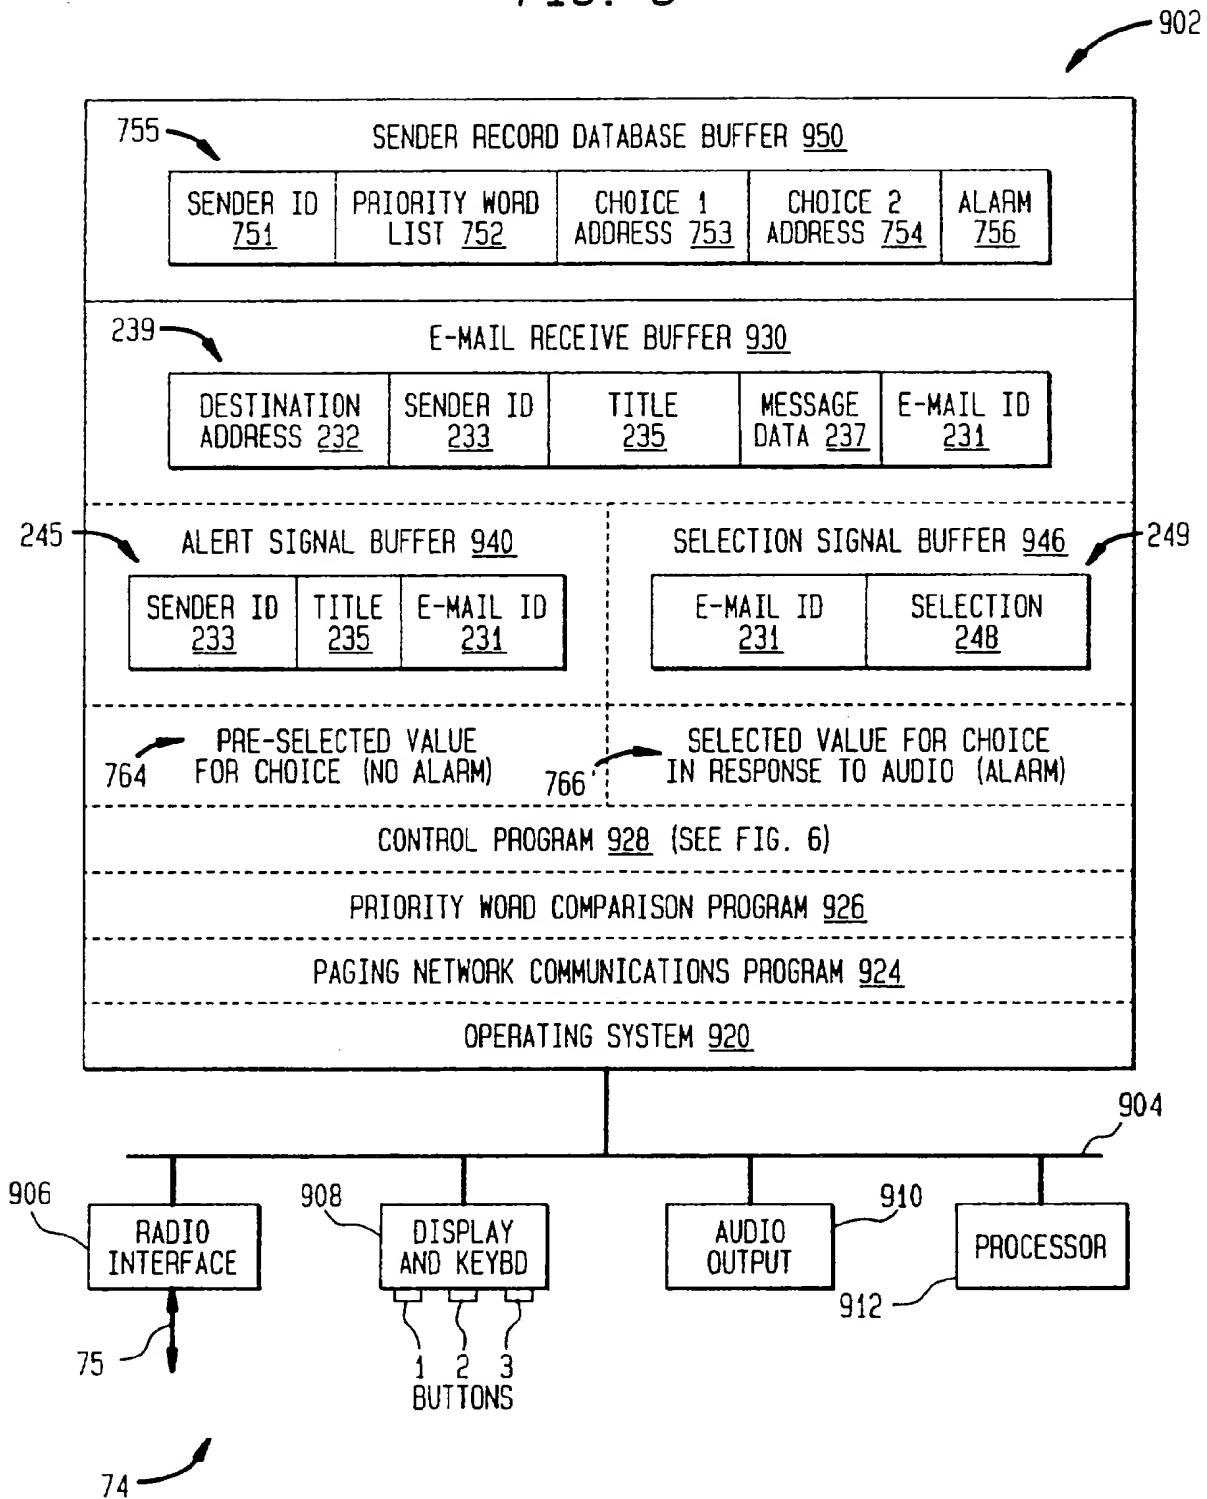 902
755
SENDER RECORD DATABASE BUFFER 950
SENDER ID 751
PRIORITY WORD LIST 752
CHOICE 1 ADDRESS 753
CHOICE 2 ADDRESS 754
ALARM 756
239
E-MAIL RECEIVE BUFFER 930
DESTINATION ADDRESS 232
SENDER ID 233
TITLE 235
MESSAGE DATA 237
E-MAIL ID 231
245
ALERT SIGNAL BUFFER 940
SENDER ID 233
TITLE 235
E-MAIL ID 231
SELECTION SIGNAL BUFFER 946
249
E-MAIL ID 231
SELECTION 248
764
PRE-SELECTED VALUE
FOR CHOICE (NO ALARM)
766
SELECTED VALUE FOR CHOICE
IN RESPONSE TO AUDIO (ALARM)
CONTROL PROGRAM 928 (SEE FIG. 6)
PRIORITY WORD COMPARISON PROGRAM 926
PAGING NETWORK COMMUNICATIONS PROGRAM 924
OPERATING SYSTEM 920
904
906
RADIO
INTERFACE
908
DISPLAY
AND KEYBD
910
AUDIO
OUTPUT
PROCESSOR
912
75
1 2 3
BUTTONS
74